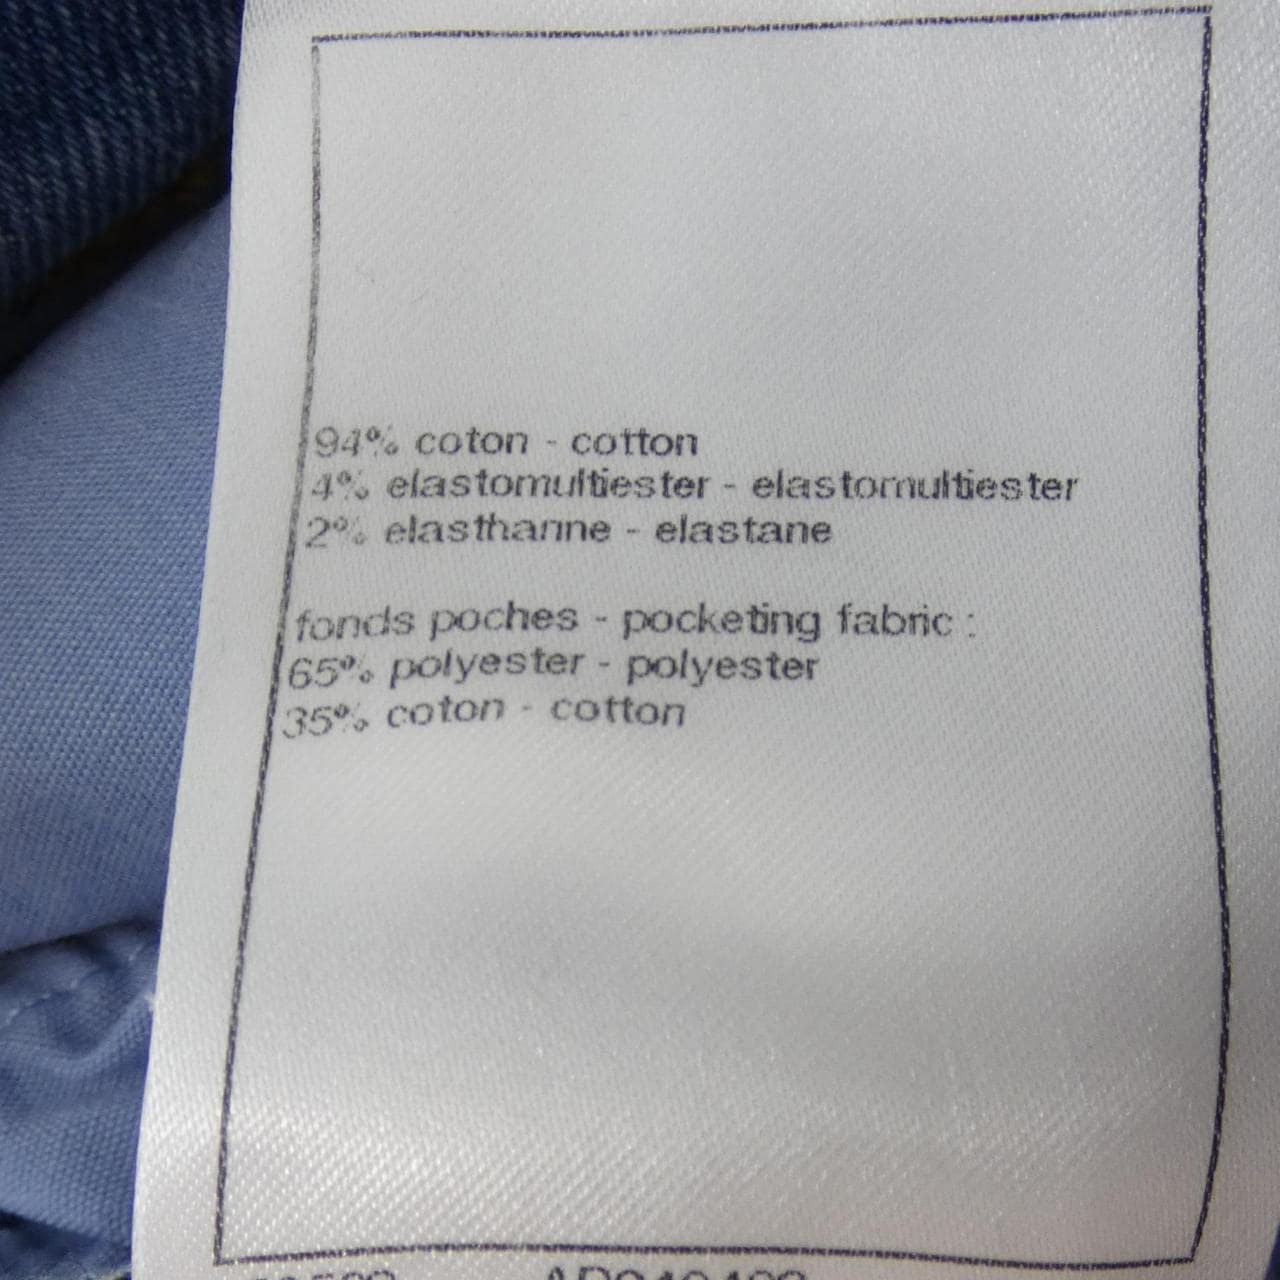 94% coton - cotton
4% elastomultiester - elastomultiester
2% elasthanne - elastane
fonds poches - pocketing fabric :
65% polyester - polyester
35% coton - cotton